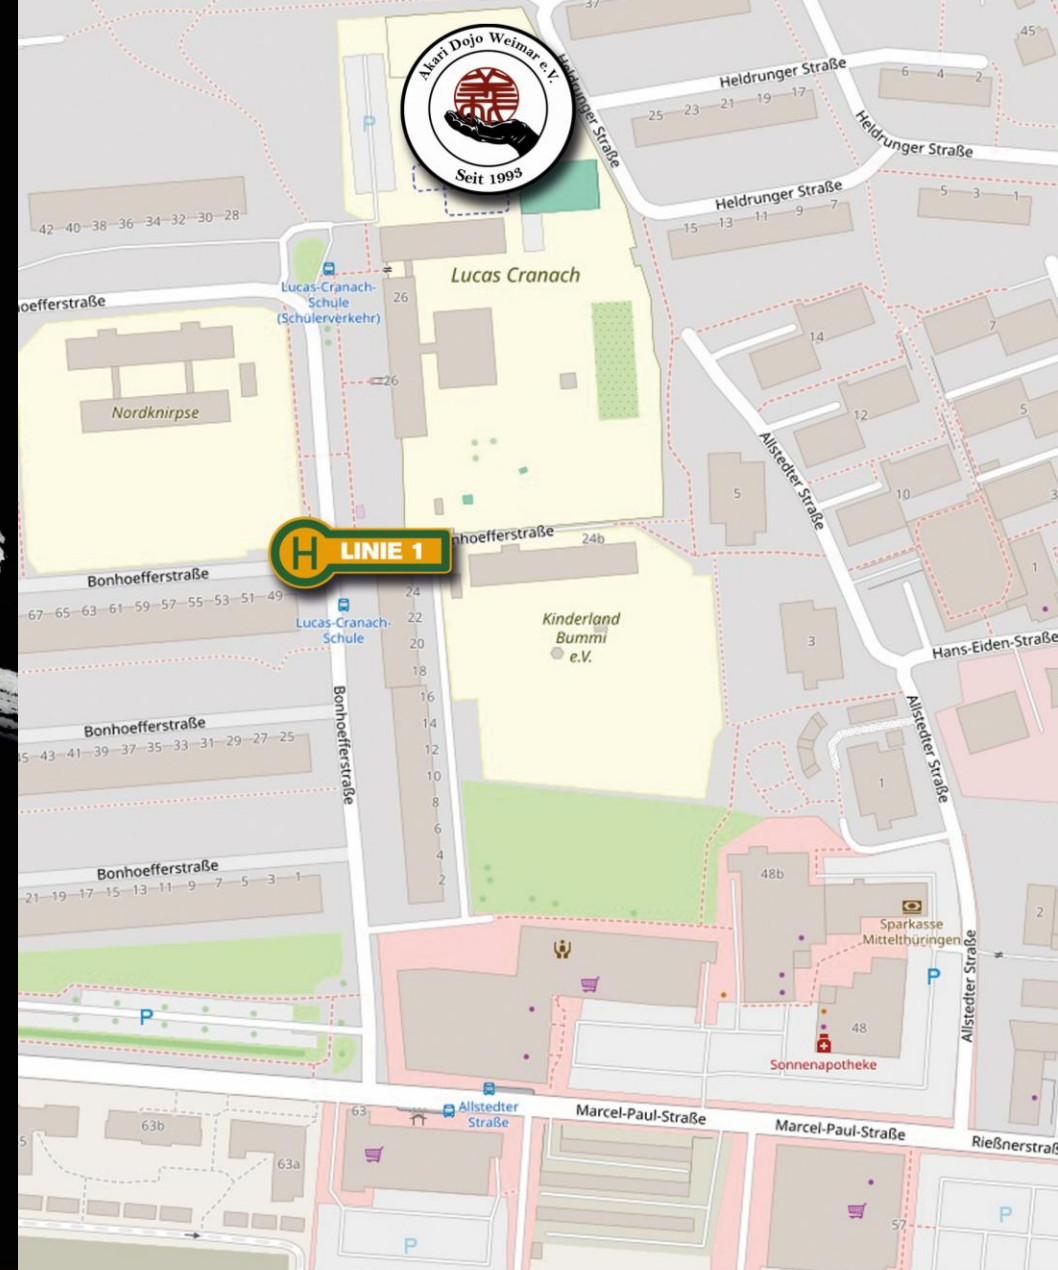 37
45
Akari Dojo Weimar e.V.
Seit 1993
Heldrunger Straße
Heldrunger Straße
25 23 21 19 17
6 4 2
Heldrunger Straße
P
Heldrunger Straße
15 13 11 9 7
5 3 1
42 40 38 36 34 32 30 28
Lucas Cranach
Lucas-Cranach-
Schule
(Schülerverkehr)
26
hoefferstraße
7
14
26
Nordknirpse
12
5
Allstedter Straße
5
10
3
H LINIE 1
nhoefferstraße
24b
Bonhoefferstraße
1
67 65 63 61 59 57 55 53 51 49
24
22
20
18
16
14
12
10
8
6
4
2
Lucas-Cranach-
Schule
Kinderland
Bummi
e.V.
3
Hans-Eiden-Straße
Bonhoefferstraße
Bonhoefferstraße
Allstedter Straße
43 41 39 37 35 33 31 29 27 25
1
Bonhoefferstraße
21 19 17 15 13 11 9 7 5 3 1
48b
2
Sparkasse
Mittelthüringen
P
P
Allstedter Straße
48
Sonnenapotheke
Allstedter
Straße
63
Marcel-Paul-Straße
Marcel-Paul-Straße
Rießnerstraß
63b
63a
5
57
P
P